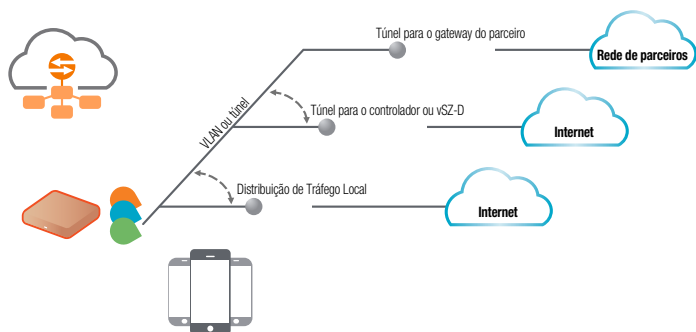 Túnel para o gateway do parceiro
Rede de parceiros
VLAN ou túnel
Túnel para o controlador ou vSZ-D
Internet
Distribuição de Tráfego Local
Internet